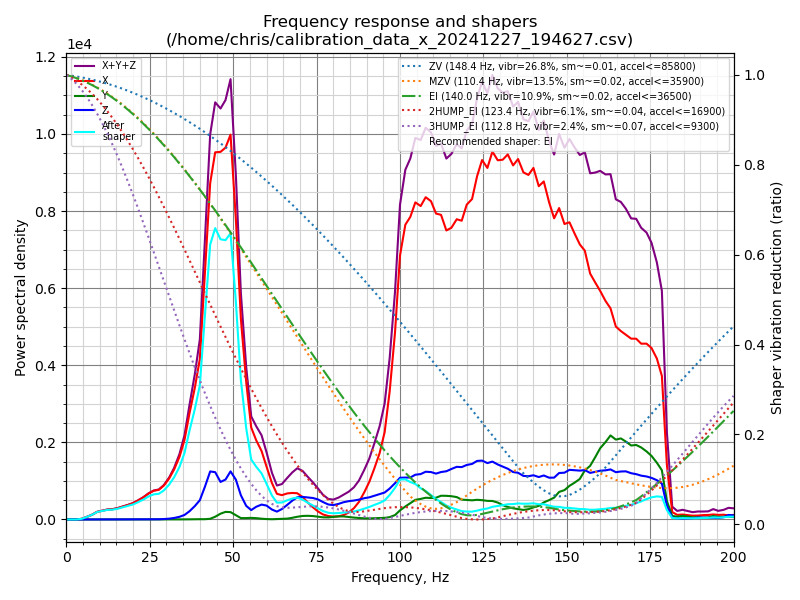 Frequency response and shapers
(/home/chris/calibration_data_x_20241227_194627.csv)
1e4
X+Y+Z
X
Y
Z
After
shaper
ZV (148.4 Hz, vibr=26.8%, sm~=0.01, accel<=85800)
MZV (110.4 Hz, vibr=13.5%, sm~=0.02, accel<=35900)
EI (140.0 Hz, vibr=10.9%, sm~=0.02, accel<=36500)
2HUMP_EI (123.4 Hz, vibr=6.1%, sm~=0.04, accel<=16900)
3HUMP_EI (112.8 Hz, vibr=2.4%, sm~=0.07, accel<=9300)
Recommended shaper: EI
Power spectral density
1.2
1.0
0.8
0.6
0.4
0.2
0.0
Shaper vibration reduction (ratio)
1.0
0.8
0.6
0.4
0.2
0.0
0 25 50 75 100 125 150 175 200
Frequency, Hz